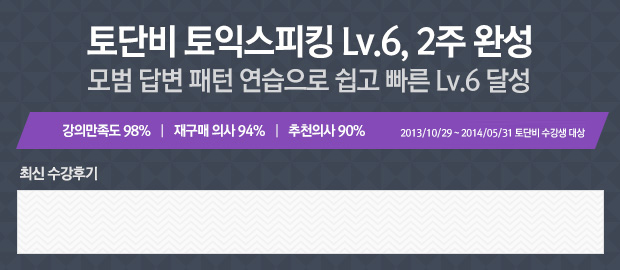 토단비 토익스피킹 Lv.6, 2주 완성
모범 답변 패턴 연습으로 쉽고 빠른 Lv.6 달성
강의만족도 98% | 재구매 의사 94% | 추천의사 90% 2013/10/29 ~ 2014/05/31 토단비 수강생 대상
최신 수강후기